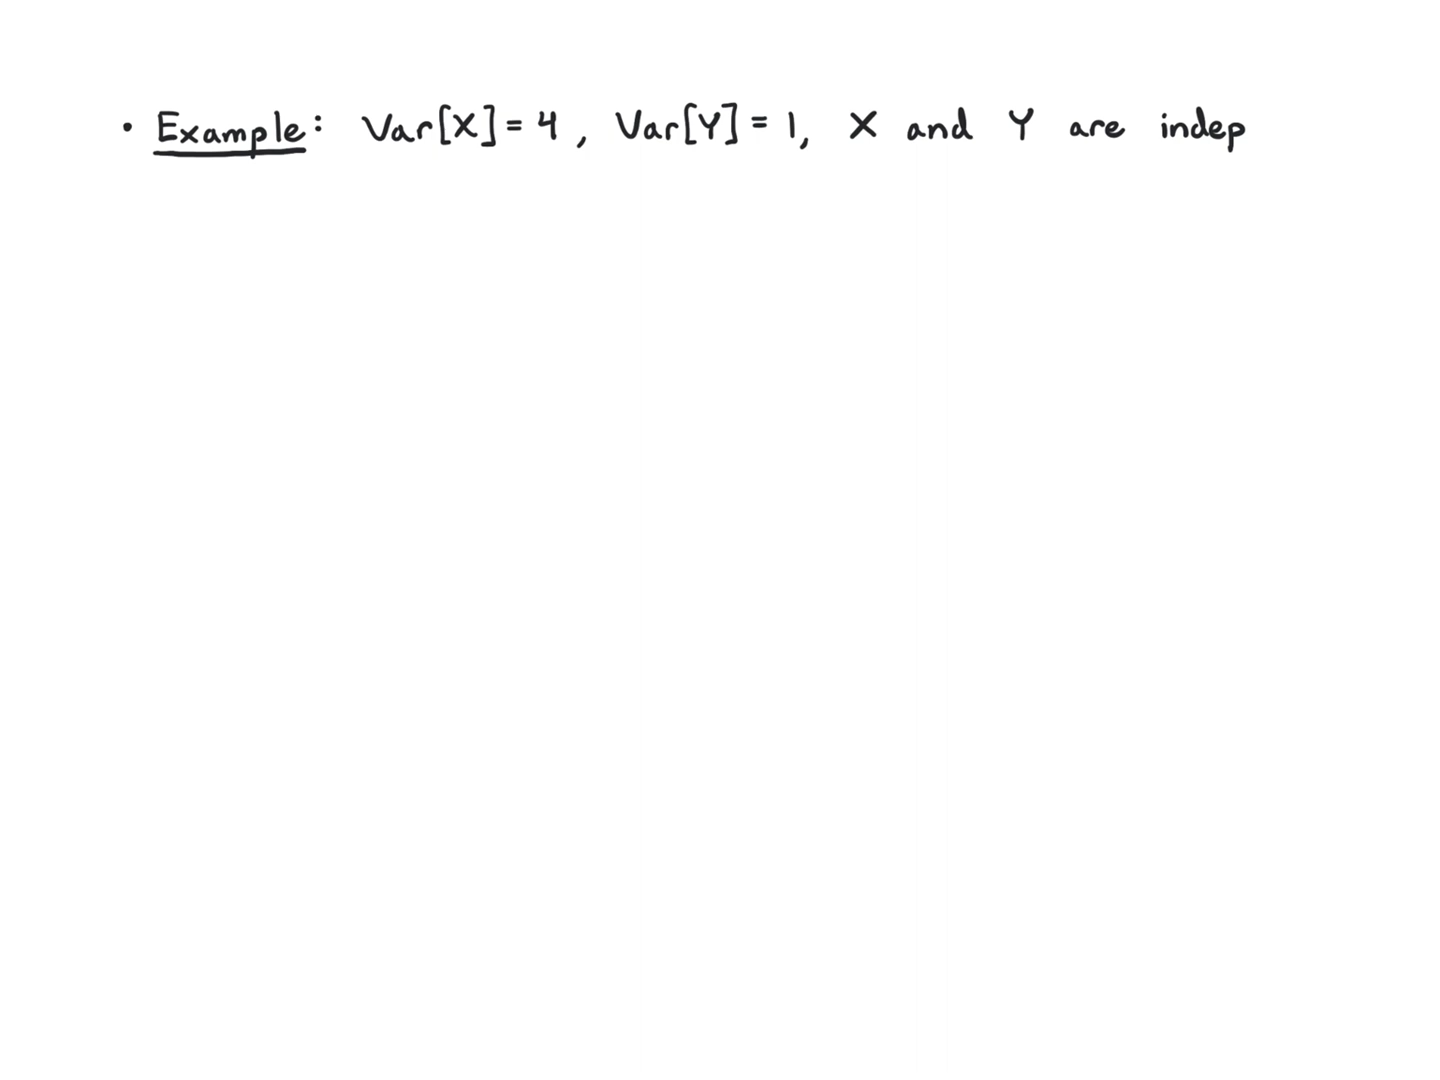 • Example: Var[X] = 4, Var[Y] = 1, X and Y are indep